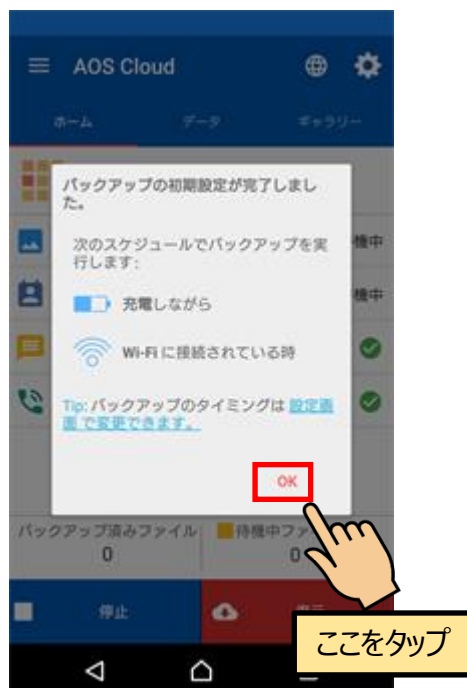 AOS Cloud
ホーム データ ギャラリー
バックアップの初期設定が完了しまし
た。
次のスケジュールでバックアップを実
行します:
機中
充電しながら
機中
Wi-Fi に接続されている時
Tip: バックアップのタイミングは 設定画
面 で変更できます。
OK
バックアップ済みファイル 待機中ファ
0 0
停止
ここをタップ